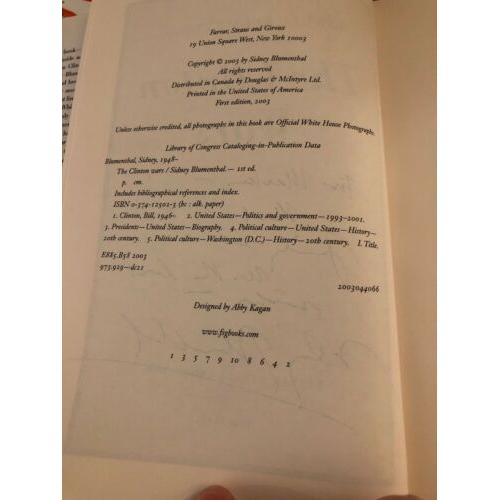 Farrar, Straus and Giroux
19 Union Square West, New York 10003
Copyright © 2003 by Sidney Blumenthal
All rights reserved
Distributed in Canada by Douglas & McIntyre Ltd.
Printed in the United States of America
First edition, 2003
Unless otherwise credited, all photographs in this book are Official White House Photographs.
Library of Congress Cataloging-in-Publication Data
Blumenthal, Sidney, 1948–
The Clinton wars / Sidney Blumenthal.— 1st ed.
p. cm.
Includes bibliographical references and index.
ISBN 0-374-12502-3 (hc : alk. paper)
1. Clinton, Bill, 1946– 2. United States—Politics and government—1993–2001.
3. Presidents—United States—Biography. 4. Political culture—United States—History—
20th century. 5. Political culture—Washington (D.C.)—History—20th century. I. Title.
E885.B58 2003
973.929—dc21
2003044066
Designed by Abby Kagan
www.fsgbooks.com
1 3 5 7 9 10 8 6 4 2